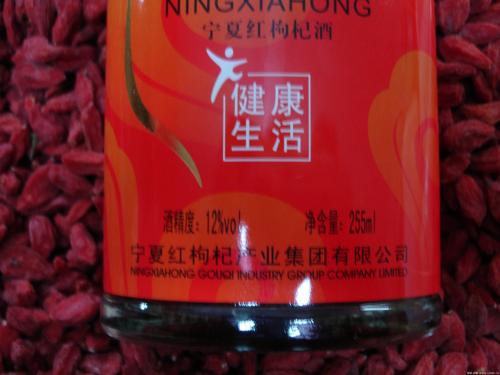 NINGXIAHONG
宁夏红枸杞酒
健康
生活
酒精度：12%vol 净含量：255ml
宁夏红枸杞产业集团有限公司
NINGXIAHONG GOUQI INDUSTRY GROUP COMPANY LIMITED